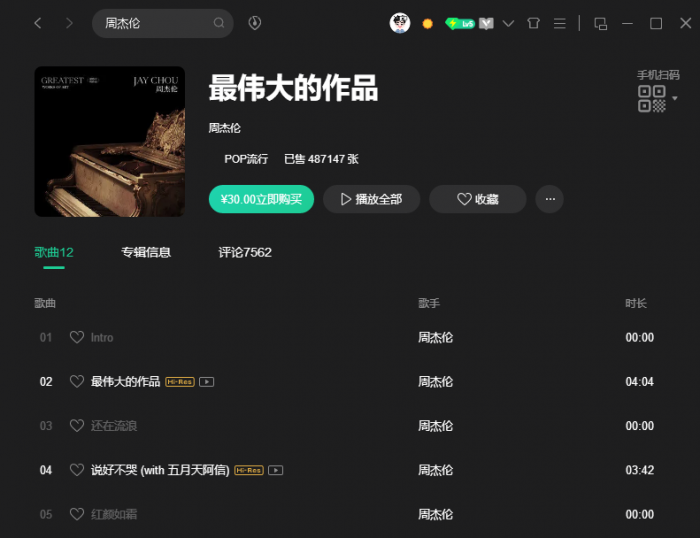 周杰伦
LV5
手机扫码
GREATEST
WORKS OF ART
JAY CHOU
周杰伦
最伟大的作品
周杰伦
POP流行 已售 487147 张
¥30.00立即购买 播放全部 收藏 ...
歌曲12 专辑信息 评论7562
歌曲 歌手 时长
01 Intro 周杰伦 00:00
02 最伟大的作品 Hi-Res 周杰伦 04:04
03 还在流浪 周杰伦 00:00
04 说好不哭 (with 五月天阿信) Hi-Res 周杰伦 03:42
05 红颜如霜 周杰伦 00:00